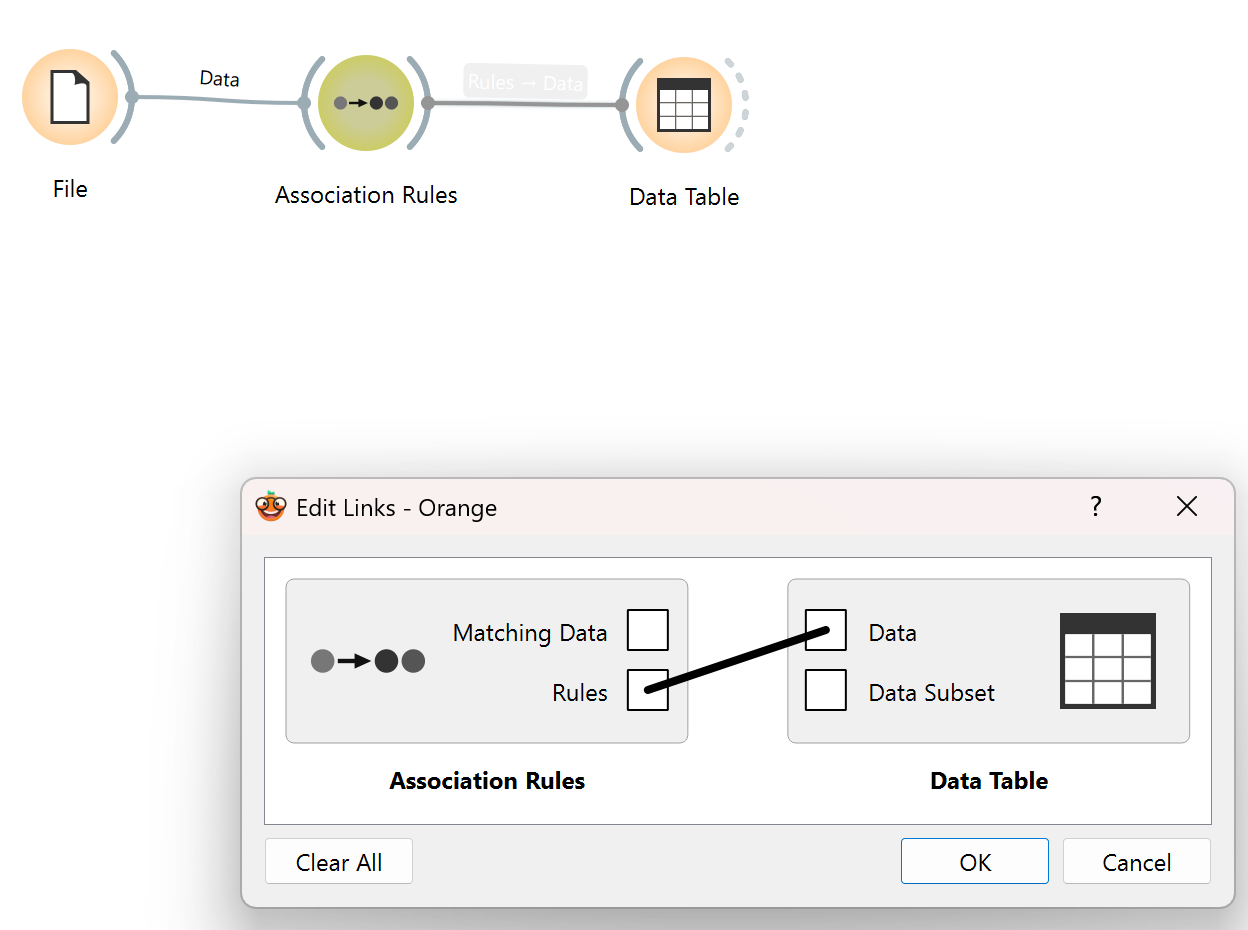 Data
Rules → Data
File
Association Rules
Data Table
Edit Links - Orange
?
Matching Data
Data
Rules
Data Subset
Association Rules
Data Table
Clear All
OK
Cancel